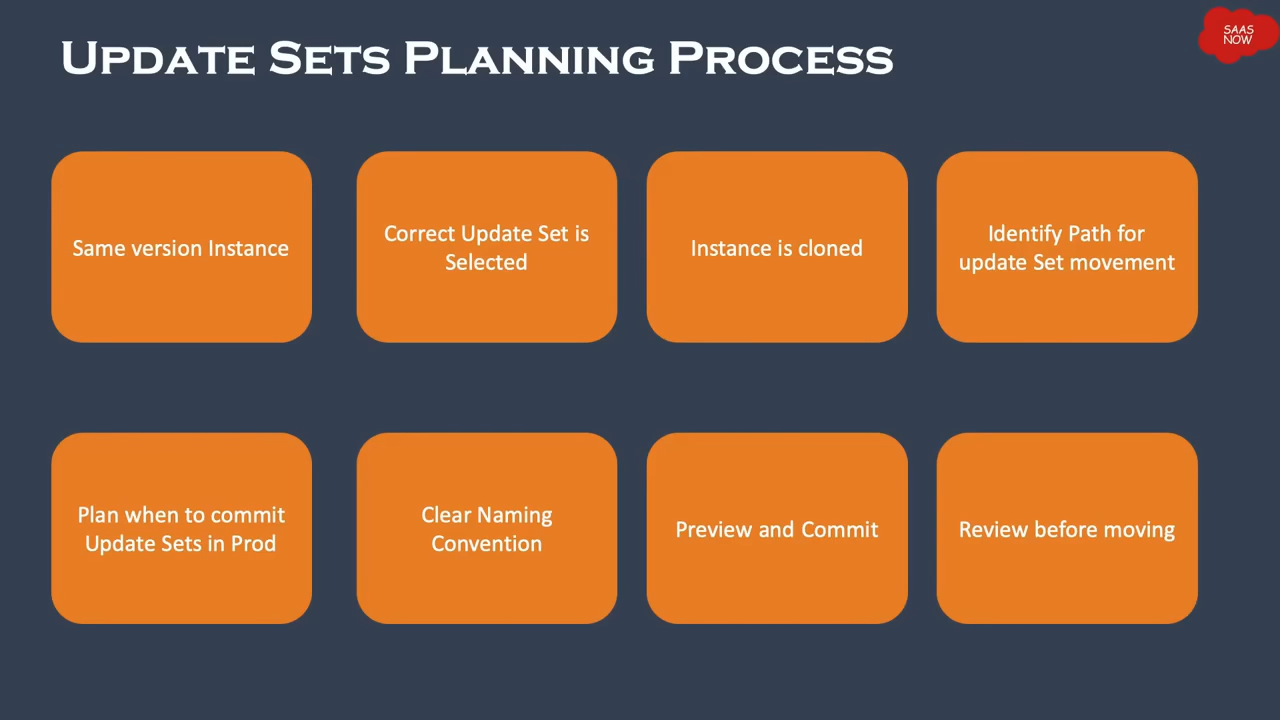 UPDATE SETS PLANNING PROCESS
SAAS
NOW
Same version Instance
Correct Update Set is
Selected
Instance is cloned
Identify Path for
update Set movement
Plan when to commit
Update Sets in Prod
Clear Naming
Convention
Preview and Commit
Review before moving